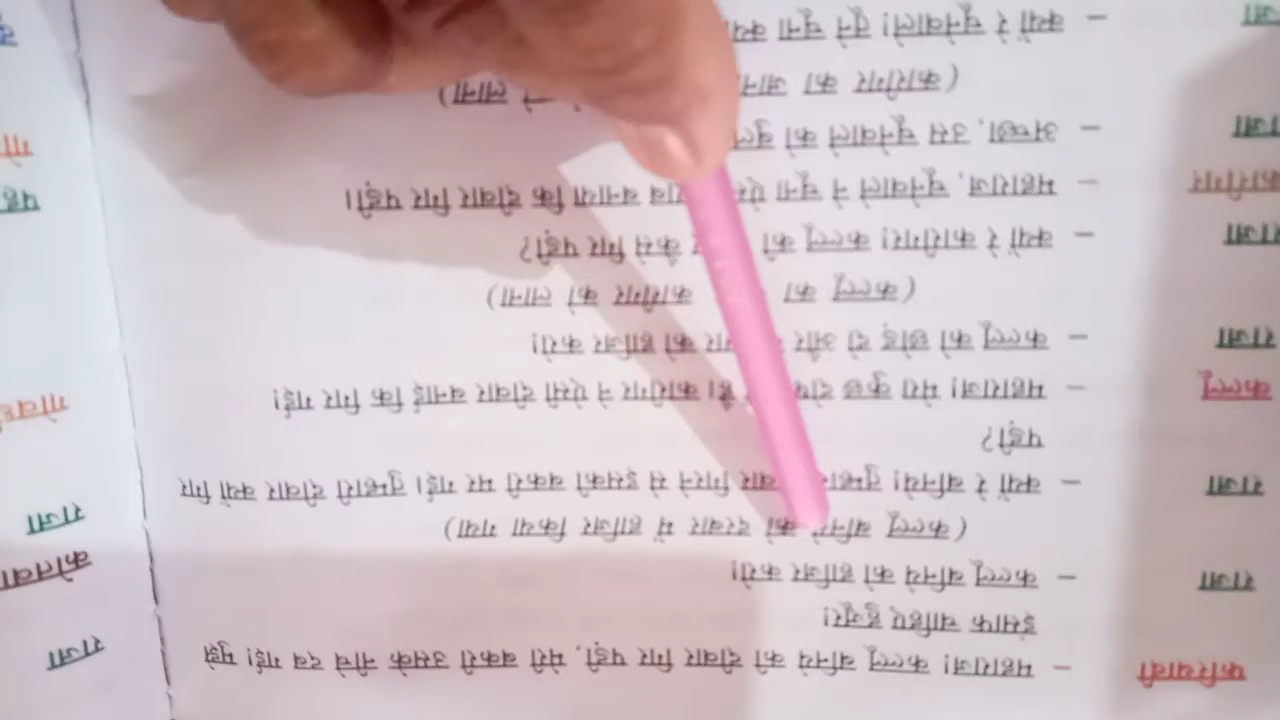 फरियादी - महाराज! कल्लू बनिये की दीवार गिर पड़ी, मेरी बकरी उसके नीचे दब गई। मुझे
इंसाफ चाहिए हुजूर!
राजा - कल्लू बनिये को हाजिर करो!
(कल्लू बनिये को दरबार में हाजिर किया गया)
राजा - क्यों रे बनिये! गिरने से इसकी बकरी मर गई। तुम्हारी दीवार क्यों गिर
पड़ी?
कल्लू - महाराज! मेरा कुछ है। कारीगर ने ऐसी दीवार बनाई कि गिर गई।
राजा - कल्लू को छोड़ दो और को हाजिर करो।
(कल्लू का कारीगर को लाना)
राजा - क्यों रे कारीगर! कल्लू की कैसे गिर पड़ी?
कारीगर - महाराज, चूनेवाले ने चूना बनाया कि दीवार गिर पड़ी।
राजा - अच्छा, उस चूनेवाले को
(कारीगर का लाना)
- क्यों रे चूनेवाले! तूने चूना
राजा
कोतवाल
राजा